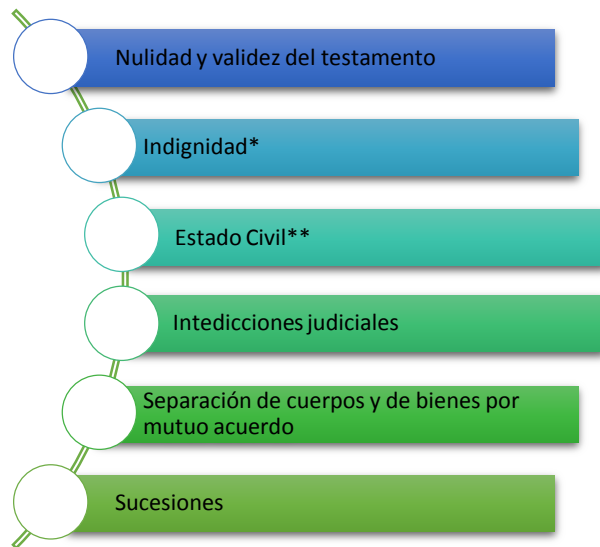 Nulidad y validez del testamento
Indignidad*
Estado Civil**
Intedicciones judiciales
Separación de cuerpos y de bienes por
mutuo acuerdo
Sucesiones